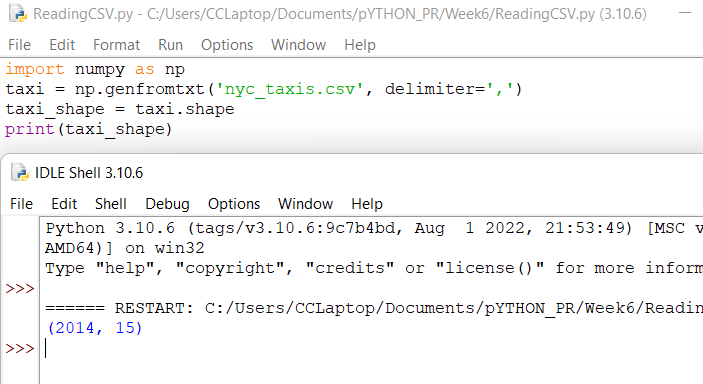 ReadingCSV.py - C:/Users/CCLaptop/Documents/pYTHON_PR/Week6/ReadingCSV.py (3.10.6)
File Edit Format Run Options Window Help
import numpy as np
taxi = np.genfromtxt('nyc_taxis.csv', delimiter=',')
taxi_shape = taxi.shape
print(taxi_shape)
IDLE Shell 3.10.6
File Edit Shell Debug Options Window Help
Python 3.10.6 (tags/v3.10.6:9c7b4bd, Aug  1 2022, 21:53:49) [MSC v
AMD64)] on win32
Type "help", "copyright", "credits" or "license()" for more inform
>>>
====== RESTART: C:/Users/CCLaptop/Documents/pYTHON_PR/Week6/Readin
(2014, 15)
>>>